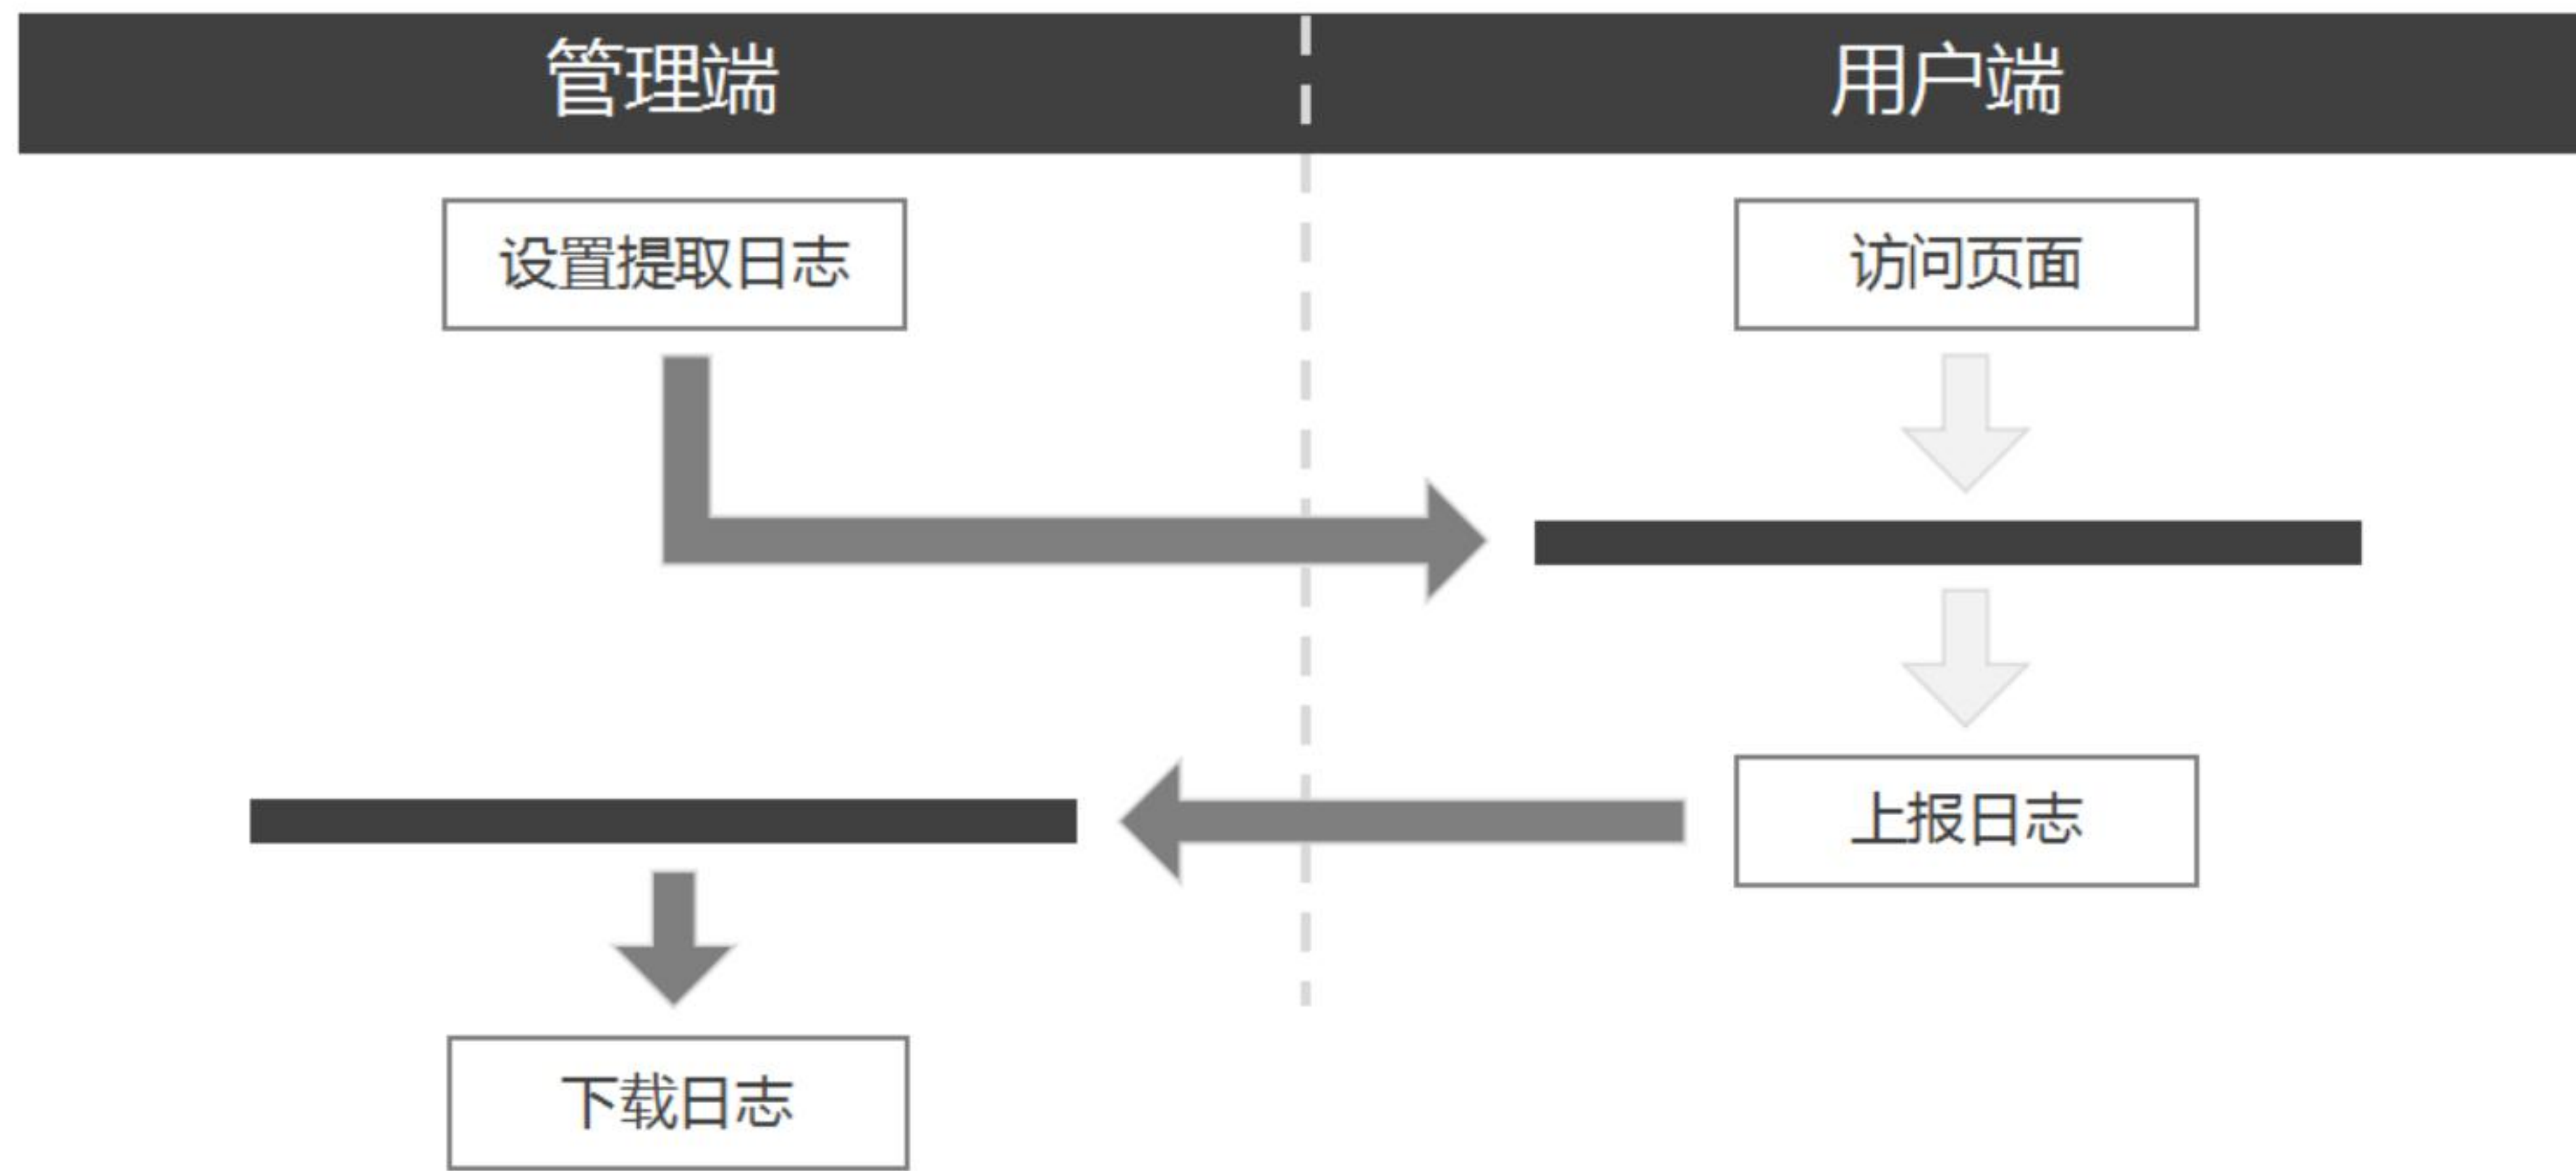 管理端
用户端
设置提取日志
访问页面
上报日志
下载日志